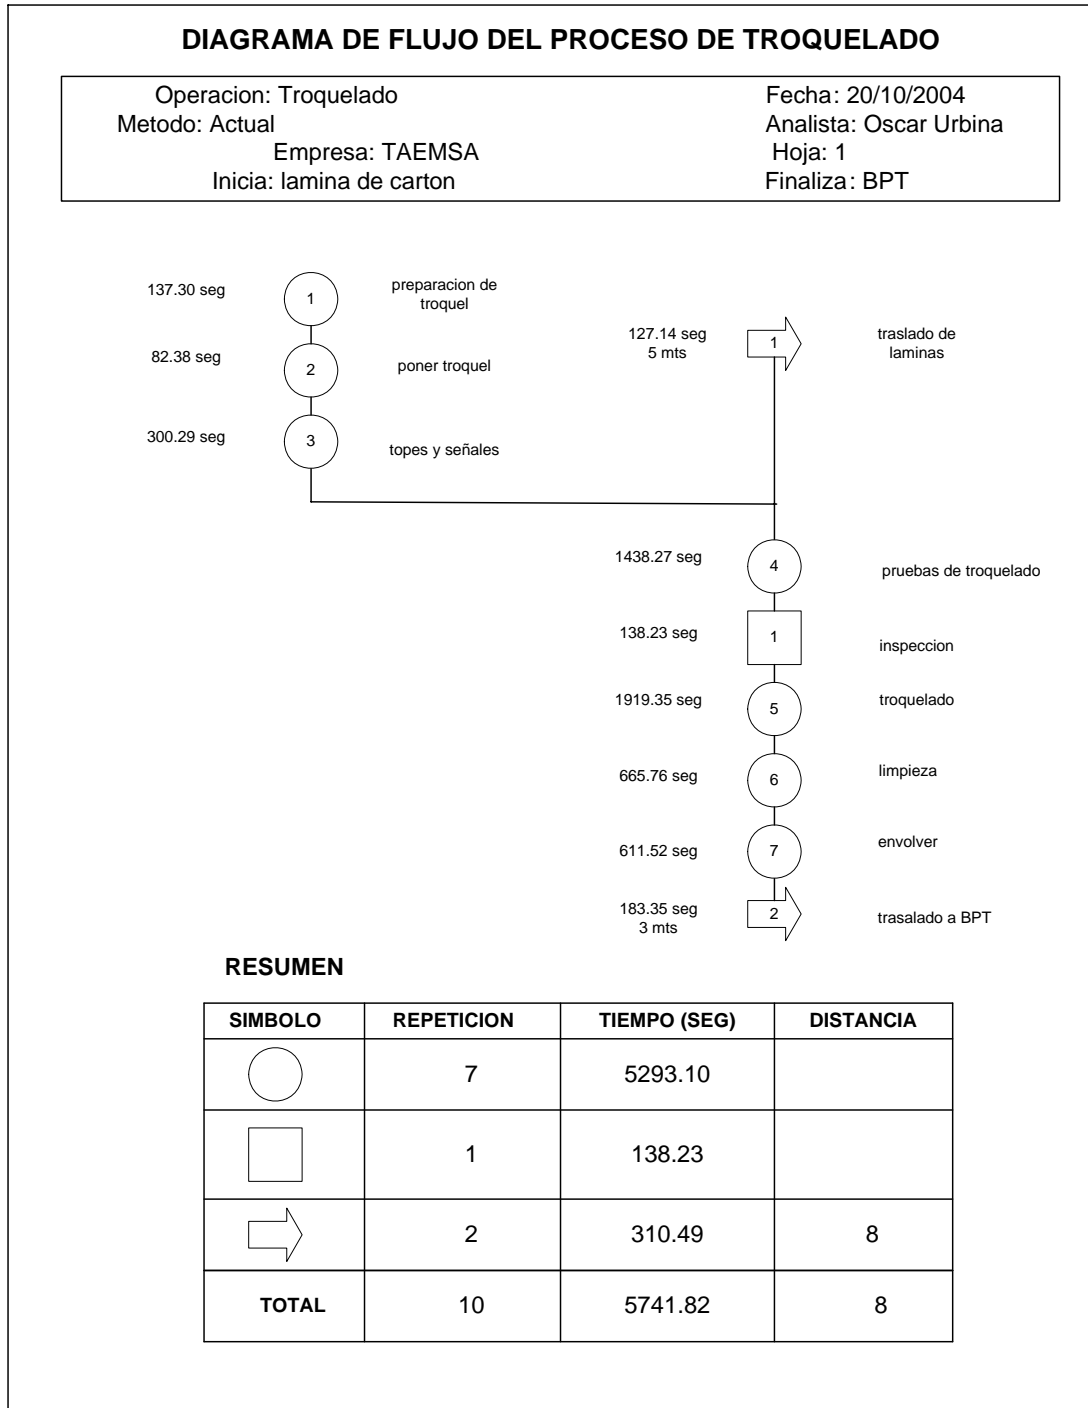 DIAGRAMA DE FLUJO DEL PROCESO DE TROQUELADO
Operacion: Troquelado Fecha: 20/10/2004
Metodo: Actual Analista: Oscar Urbina
Empresa: TAEMSA Hoja: 1
Inicia: lamina de carton Finaliza: BPT
137.30 seg 1 preparacion de
troquel
127.14 seg 1 traslado de
5 mts laminas
82.38 seg 2 poner troquel
300.29 seg 3 topes y señales
1438.27 seg 4 pruebas de troquelado
138.23 seg 1 inspeccion
1919.35 seg 5 troquelado
665.76 seg 6 limpieza
611.52 seg 7 envolver
183.35 seg 2 trasalado a BPT
3 mts
RESUMEN
SIMBOLO REPETICION TIEMPO (SEG) DISTANCIA
7 5293.10
1 138.23
2 310.49 8
TOTAL 10 5741.82 8